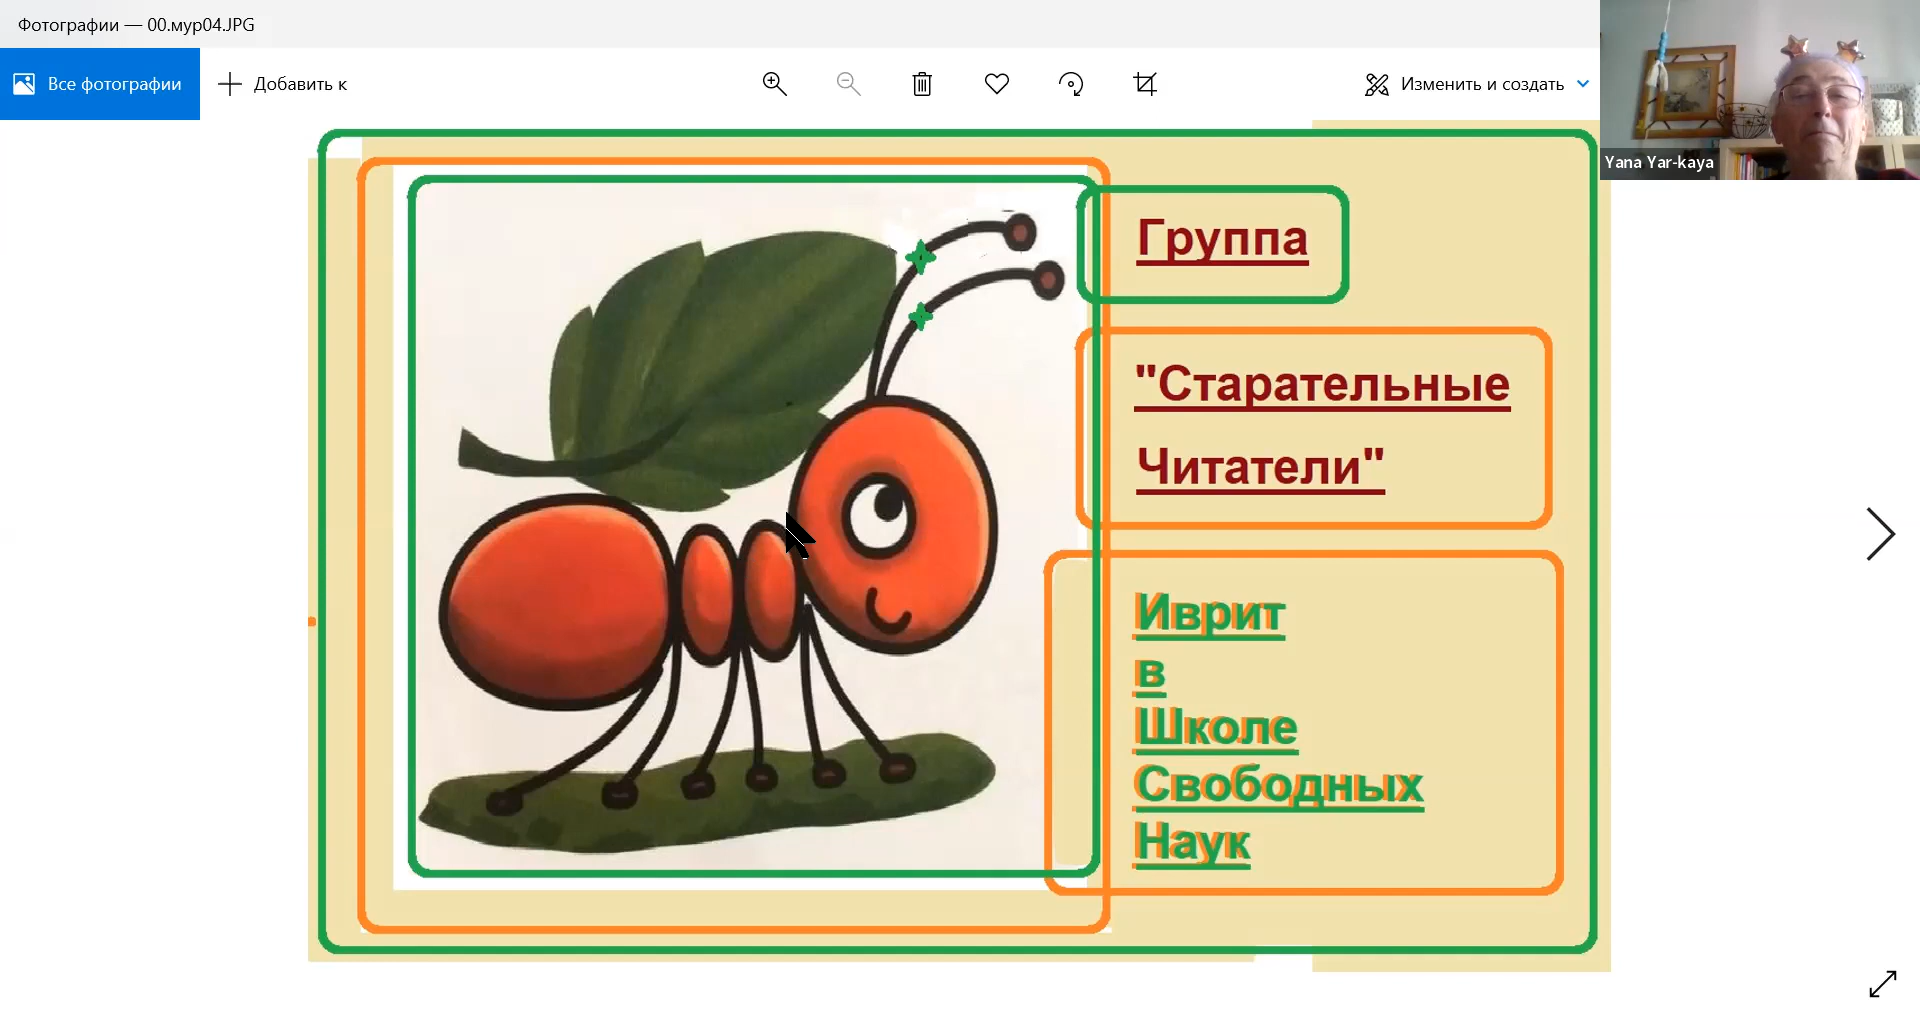 Фотографии — 00.мур04.JPG
Все фотографии
Добавить к
Изменить и создать
Yana Yar-kaya
Группа
"Старательные
Читатели"
Иврит
в
Школе
Свободных
Наук